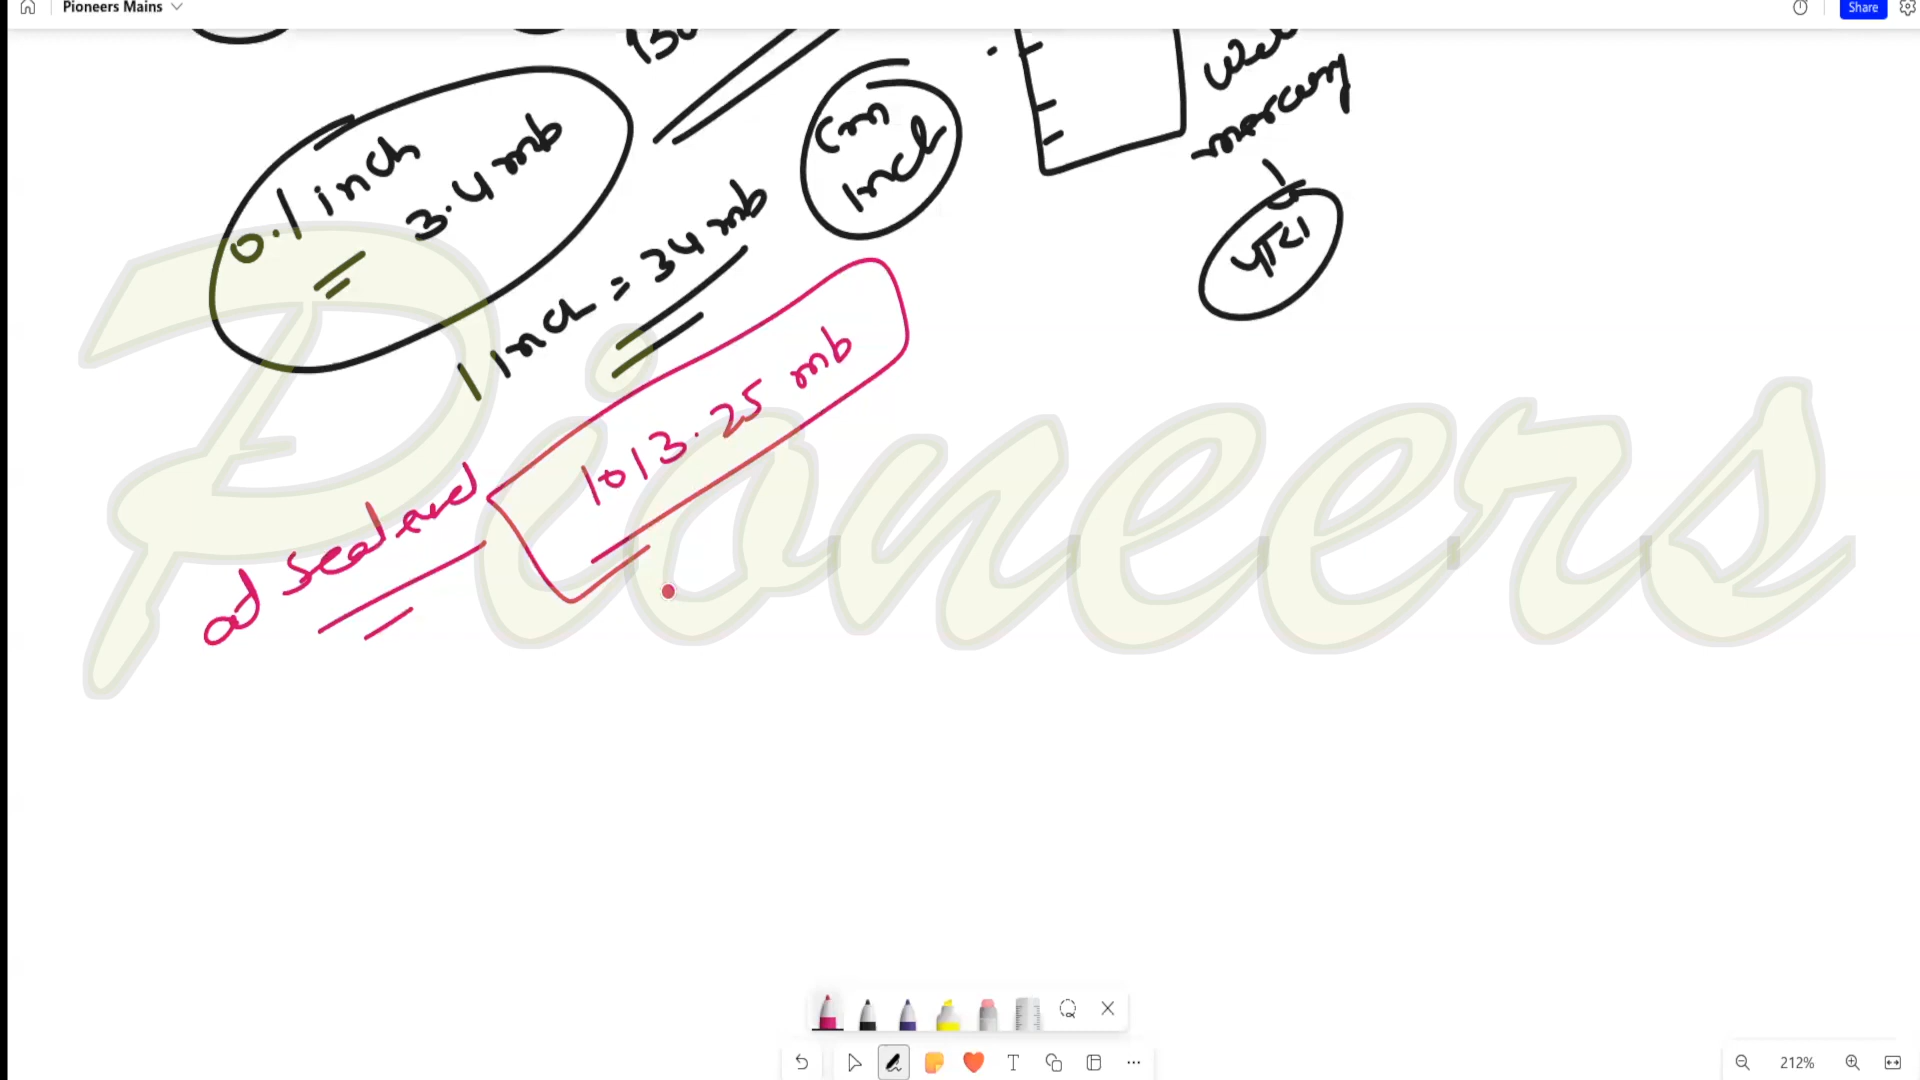 Pioneers Mains
Share
mercury
cm
inch
0.1 inch
3.4 mb
1 inch = 34 mb
पारा
1013.25 mb
at sea level
Pioneers
212%